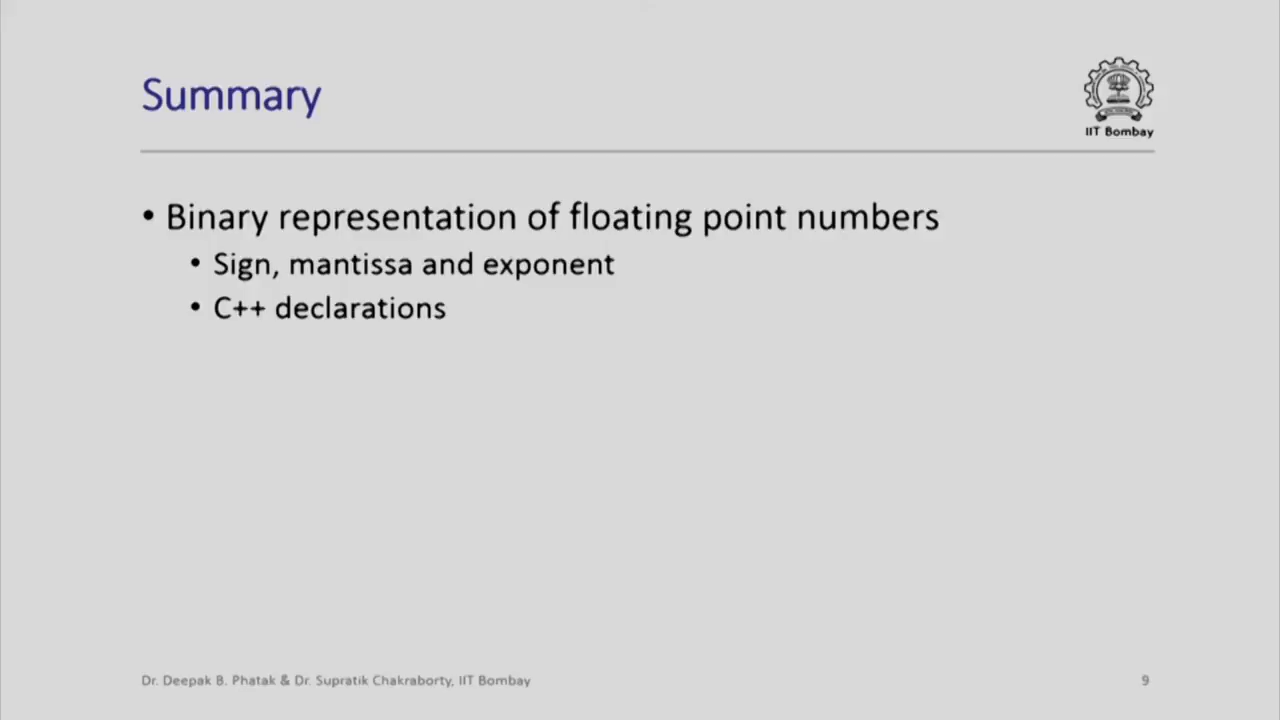 Summary
IIT Bombay
• Binary representation of floating point numbers
• Sign, mantissa and exponent
• C++ declarations
Dr. Deepak B. Phatak & Dr. Supratik Chakraborty, IIT Bombay
9